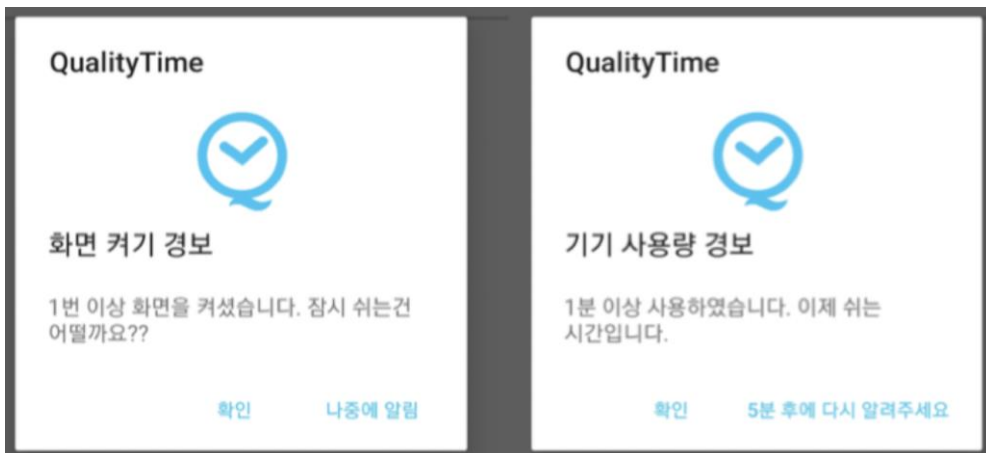 QualityTime
화면 켜기 경보
1번 이상 화면을 켜셨습니다. 잠시 쉬는건
어떨까요??
확인 나중에 알림
QualityTime
기기 사용량 경보
1분 이상 사용하였습니다. 이제 쉬는
시간입니다.
확인 5분 후에 다시 알려주세요